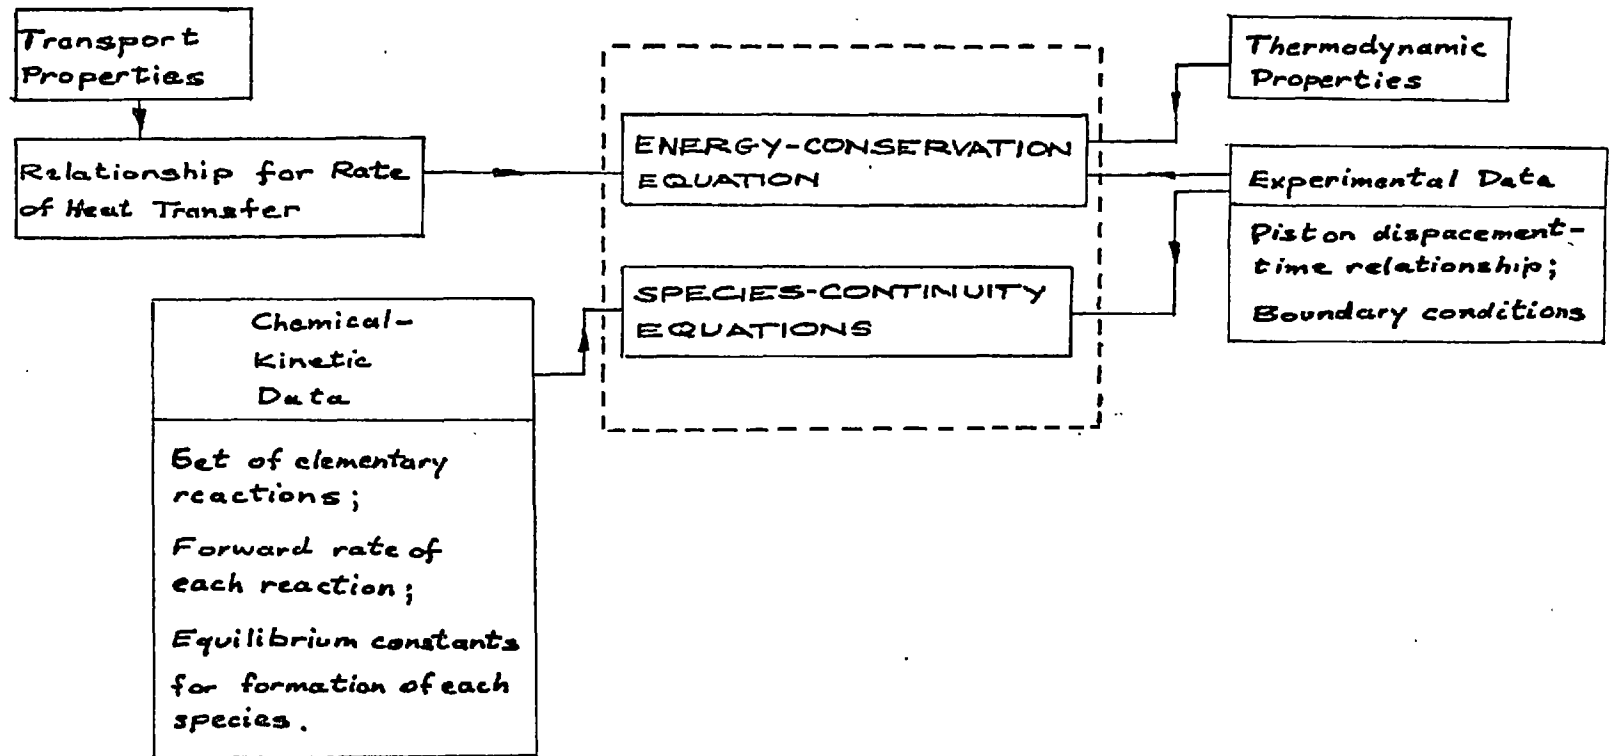 Transport
Properties
Relationship for Rate
of Heat Transfer
ENERGY-CONSERVATION
EQUATION
SPECIES-CONTINUITY
EQUATIONS
Thermodynamic
Properties
Experimental Data
Piston dispacement-
time relationship;
Boundary conditions
Chemical-
Kinetic
Data
Set of elementary
reactions;
Forward rate of
each reaction;
Equilibrium constants
for formation of each
species.